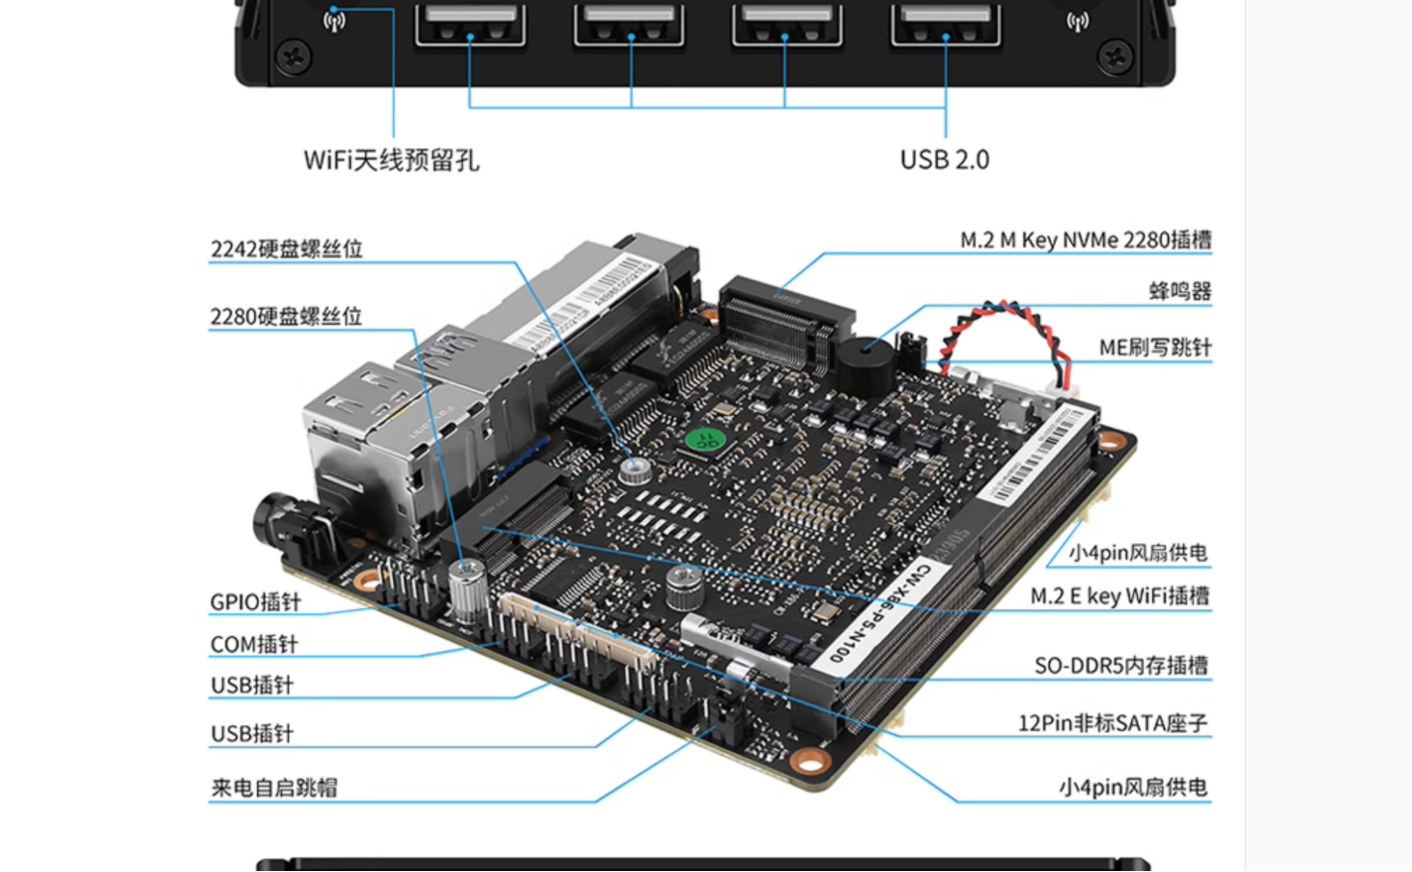 WiFi天线预留孔
USB 2.0
2242硬盘螺丝位
M.2 M Key NVMe 2280插槽
2280硬盘螺丝位
蜂鸣器
ME刷写跳针
QC
11
3905
小4pin风扇供电
CW-X86-P5-N100
M.2 E key WiFi插槽
GPIO插针
COM插针
SO-DDR5内存插槽
USB插针
12Pin非标SATA座子
USB插针
来电自启跳帽
小4pin风扇供电